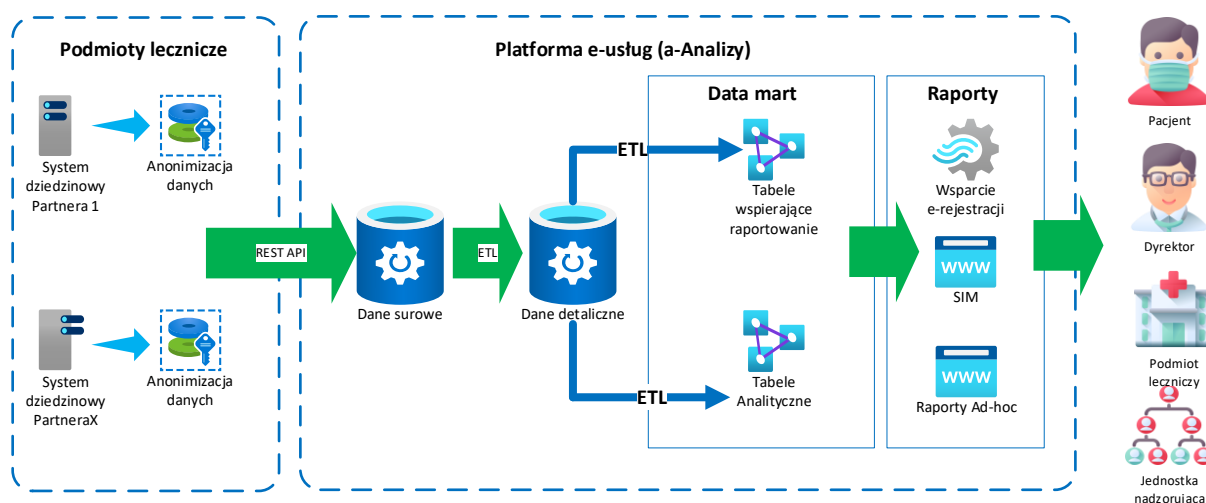 Podmioty lecznicze
System
dziedzinowy
Partnera 1
Anonimizacja
danych
System
dziedzinowy
PartneraX
Anonimizacja
danych
REST API
Platforma e-usług (a-Analizy)
Dane surowe
ETL
Dane detaliczne
ETL
ETL
Data mart
Tabele
wspierające
raportowanie
Tabele
Analityczne
Raporty
Wsparcie
e-rejestracji
WWW
SIM
WWW
Raporty Ad-hoc
Pacjent
Dyrektor
Podmiot
leczniczy
Jednostka
nadzorująca